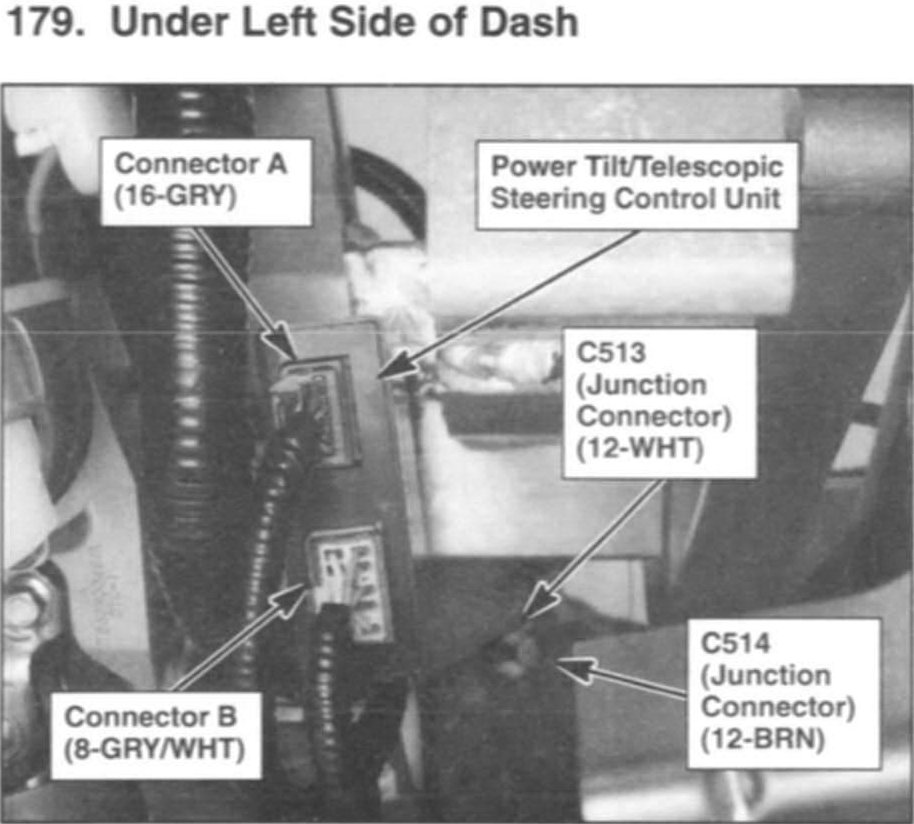 179. Under Left Side of Dash
Connector A
(16-GRY)
Power Tilt/Telescopic
Steering Control Unit
C513
(Junction
Connector)
(12-WHT)
C514
(Junction
Connector)
(12-BRN)
Connector B
(8-GRY/WHT)